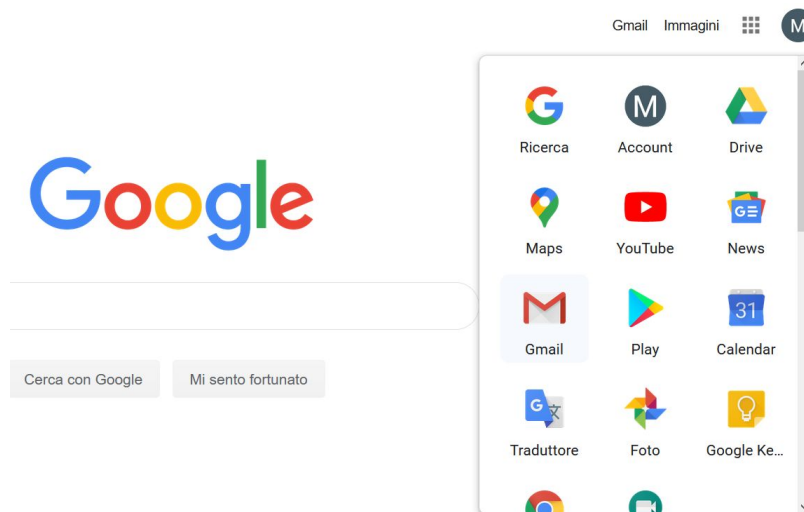 Gmail Immagini M
Ricerca Account Drive
M
Google
Maps YouTube News
G
31
Gmail Play Calendar
Cerca con Google Mi sento fortunato
G 文
Traduttore Foto Google Ke...